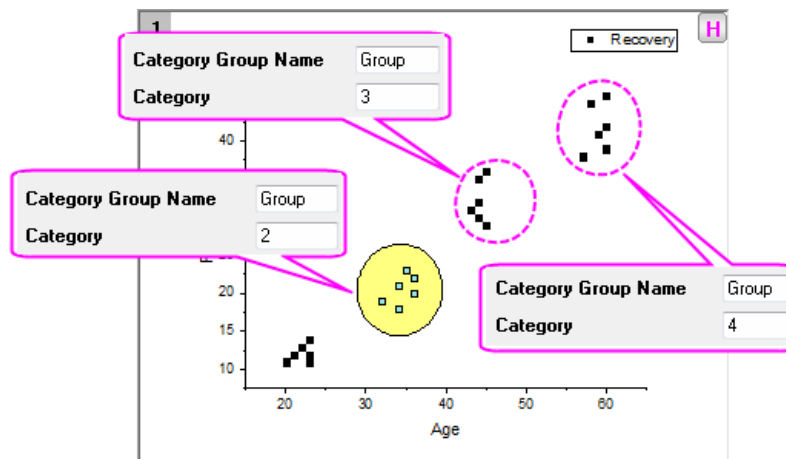 1
H
Recovery
Category Group Name Group
Category 3
40
Category Group Name Group
Category 2
20
15
10
Category Group Name Group
Category 4
20 30 40 50 60
Age